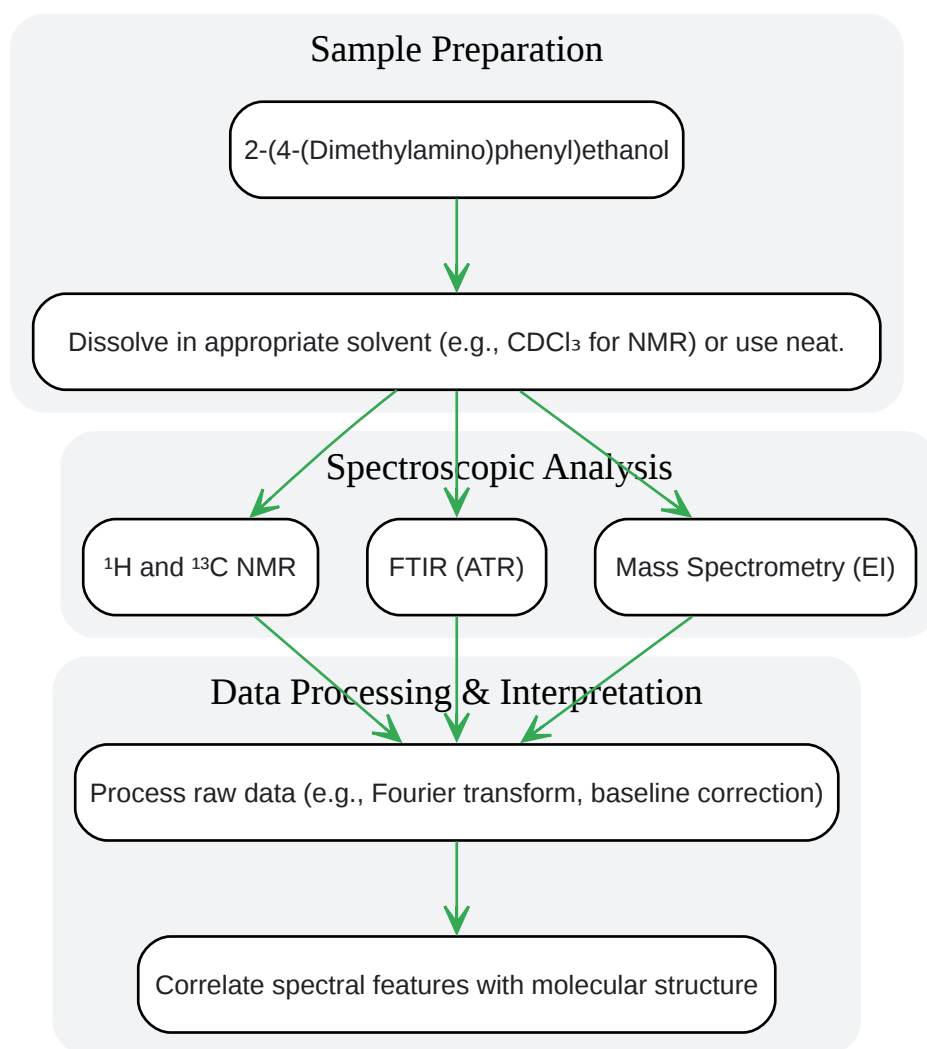 Sample Preparation
2-(4-(Dimethylamino)phenyl)ethanol
Dissolve in appropriate solvent (e.g., CDCl₃ for NMR) or use neat.
Spectroscopic Analysis
¹H and ¹³C NMR
FTIR (ATR)
Mass Spectrometry (EI)
Data Processing & Interpretation
Process raw data (e.g., Fourier transform, baseline correction)
Correlate spectral features with molecular structure